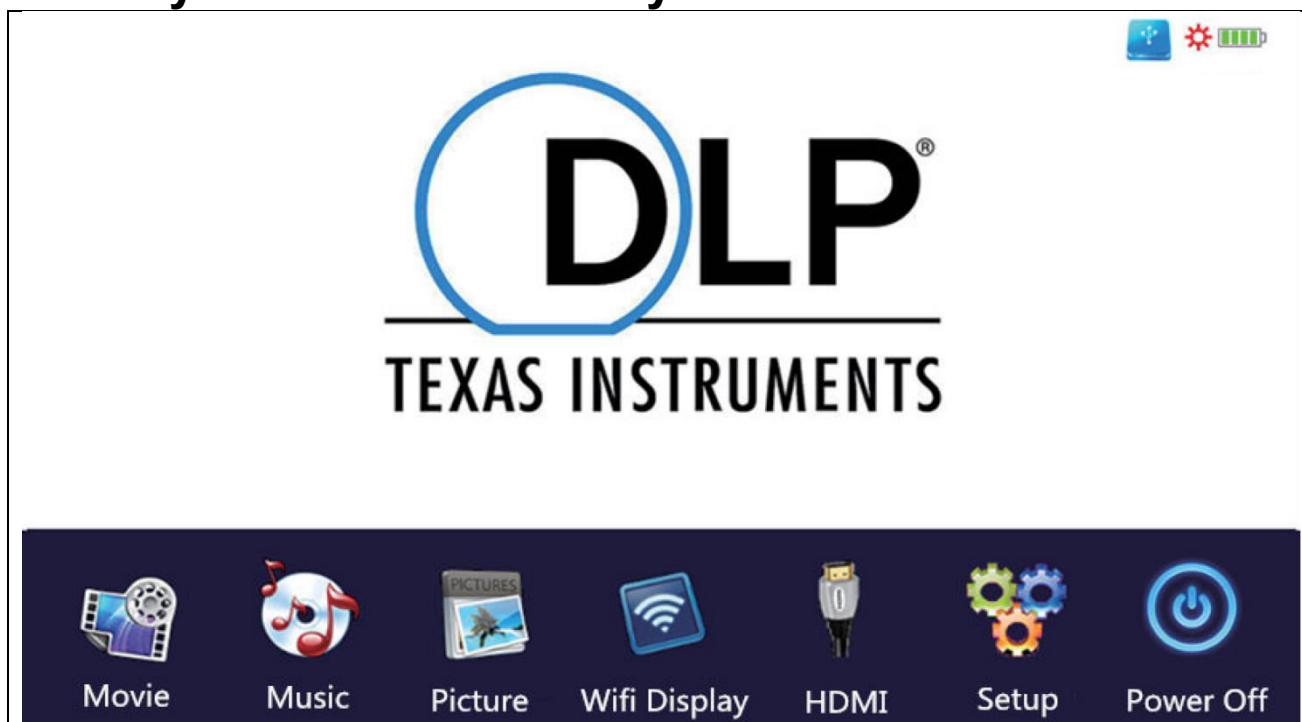 DLP®
TEXAS INSTRUMENTS
PICTURES
Movie
Music
Picture
Wifi Display
HDMI
Setup
Power Off